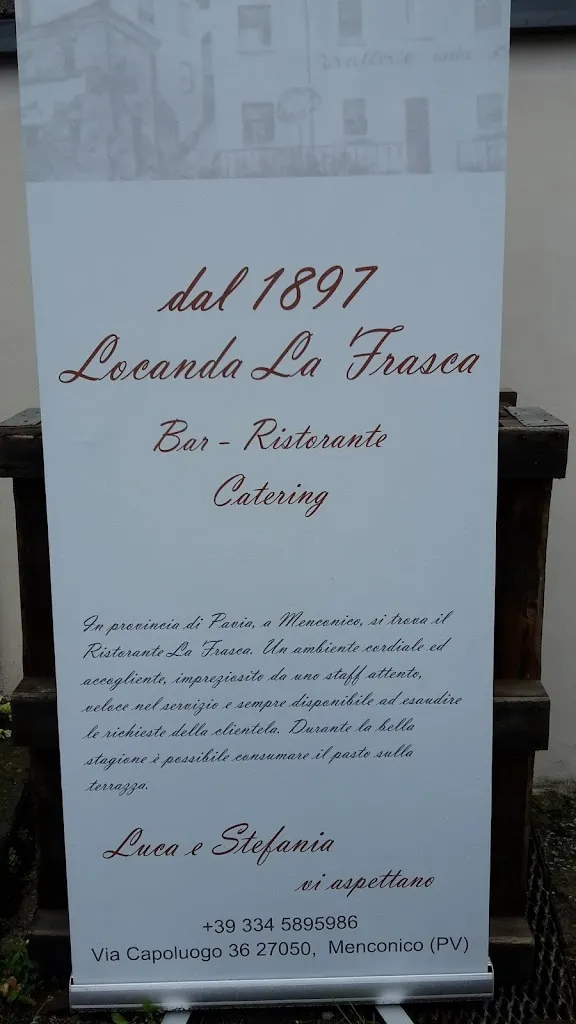 Trattoria
dal 1897
Locanda La Frasca
Bar - Ristorante
Catering
In provincia di Pavia, a Menconico, si trova il
Ristorante La Frasca. Un ambiente cordiale ed
accogliente, impreziosito da uno staff attento,
veloce nel servizio e sempre disponibile ad esaudire
le richieste della clientela. Durante la bella
stagione è possibile consumare il pasto sulla
terrazza.
Luca e Stefania
vi aspettano
+39 334 5895986
Via Capoluogo 36 27050, Menconico (PV)